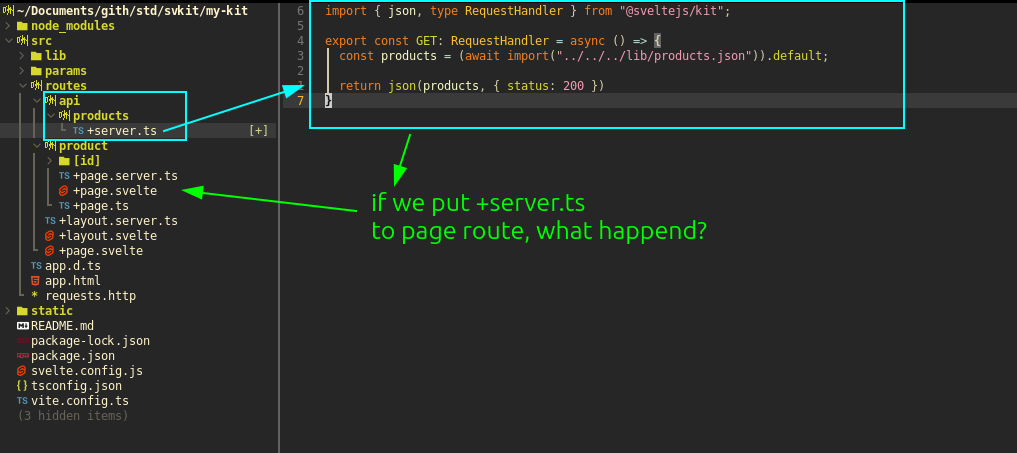 ~/Documents/gith/std/svkit/my-kit
node_modules
src
lib
params
routes
api
products
TS +server.ts [+]
product
[id]
TS +page.server.ts
+page.svelte
TS +page.ts
TS +layout.server.ts
+layout.svelte
+page.svelte
TS app.d.ts
app.html
* requests.http
static
README.md
package-lock.json
package.json
svelte.config.js
{} tsconfig.json
TS vite.config.ts
(3 hidden items)
6 import { json, type RequestHandler } from "@sveltejs/kit";
5
4 export const GET: RequestHandler = async () => {
3 const products = (await import("../../../lib/products.json")).default;
2
1 return json(products, { status: 200 })
7 }
if we put +server.ts
to page route, what happend?